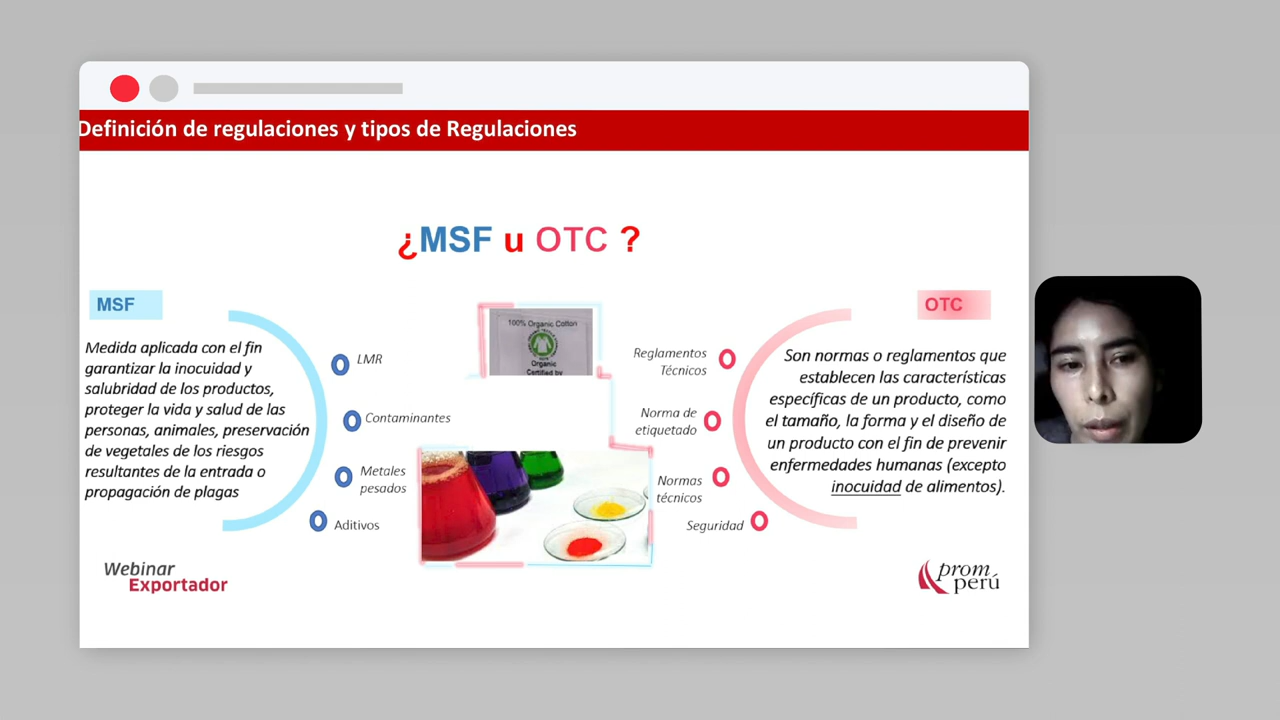 Definición de regulaciones y tipos de Regulaciones
¿MSF u OTC ?
MSF
Medida aplicada con el fin
garantizar la inocuidad y
salubridad de los productos,
proteger la vida y salud de las
personas, animales, preservación
de vegetales de los riesgos
resultantes de la entrada o
propagación de plagas
LMR
Contaminantes
Metales
pesados
Aditivos
100% Organic Cotton
Organic
Certified by
Reglamentos
Técnicos
Norma de
etiquetado
Normas
técnicos
Seguridad
OTC
Son normas o reglamentos que
establecen las características
específicas de un producto, como
el tamaño, la forma y el diseño de
un producto con el fin de prevenir
enfermedades humanas (excepto
inocuidad de alimentos).
Webinar
Exportador
prom
perú